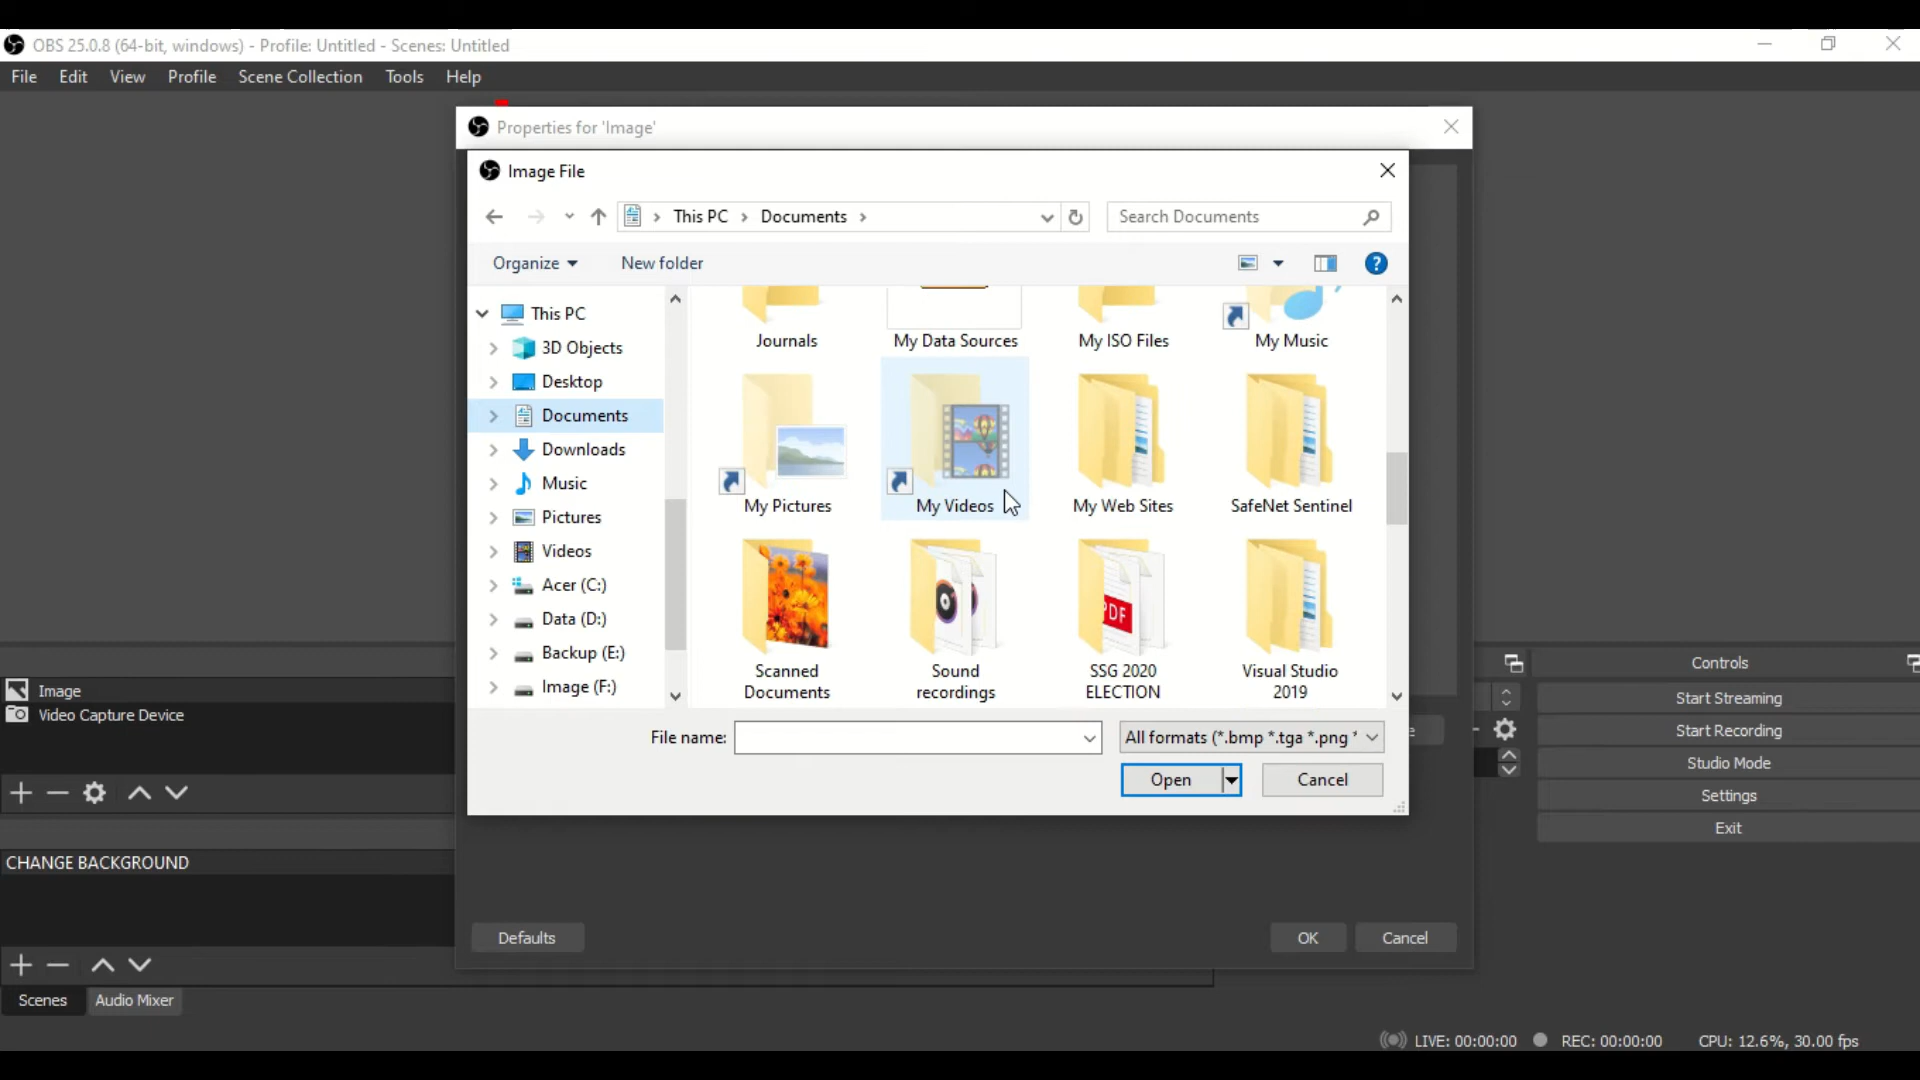 OBS 25.0.8 (64-bit, windows) - Profile: Untitled - Scenes: Untitled
File Edit View Profile Scene Collection Tools Help
Properties for 'Image'
Image File
This PC > Documents >
Search Documents
Organize
New folder
This PC
3D Objects
Desktop
Documents
Downloads
Music
Pictures
Videos
Acer (C:)
Data (D:)
Backup (E:)
Image (F:)
Journals
My Data Sources
My ISO Files
My Music
My Pictures
My Videos
My Web Sites
SafeNet Sentinel
PDF
Scanned
Documents
Sound
recordings
SSG 2020
ELECTION
Visual Studio
2019
File name:
All formats (*.bmp *.tga *.png *
Open
Cancel
Defaults
OK
Cancel
Image
Video Capture Device
CHANGE BACKGROUND
Scenes
Audio Mixer
Controls
Start Streaming
Start Recording
Studio Mode
Settings
Exit
LIVE: 00:00:00
REC: 00:00:00
CPU: 12.6%, 30.00 fps